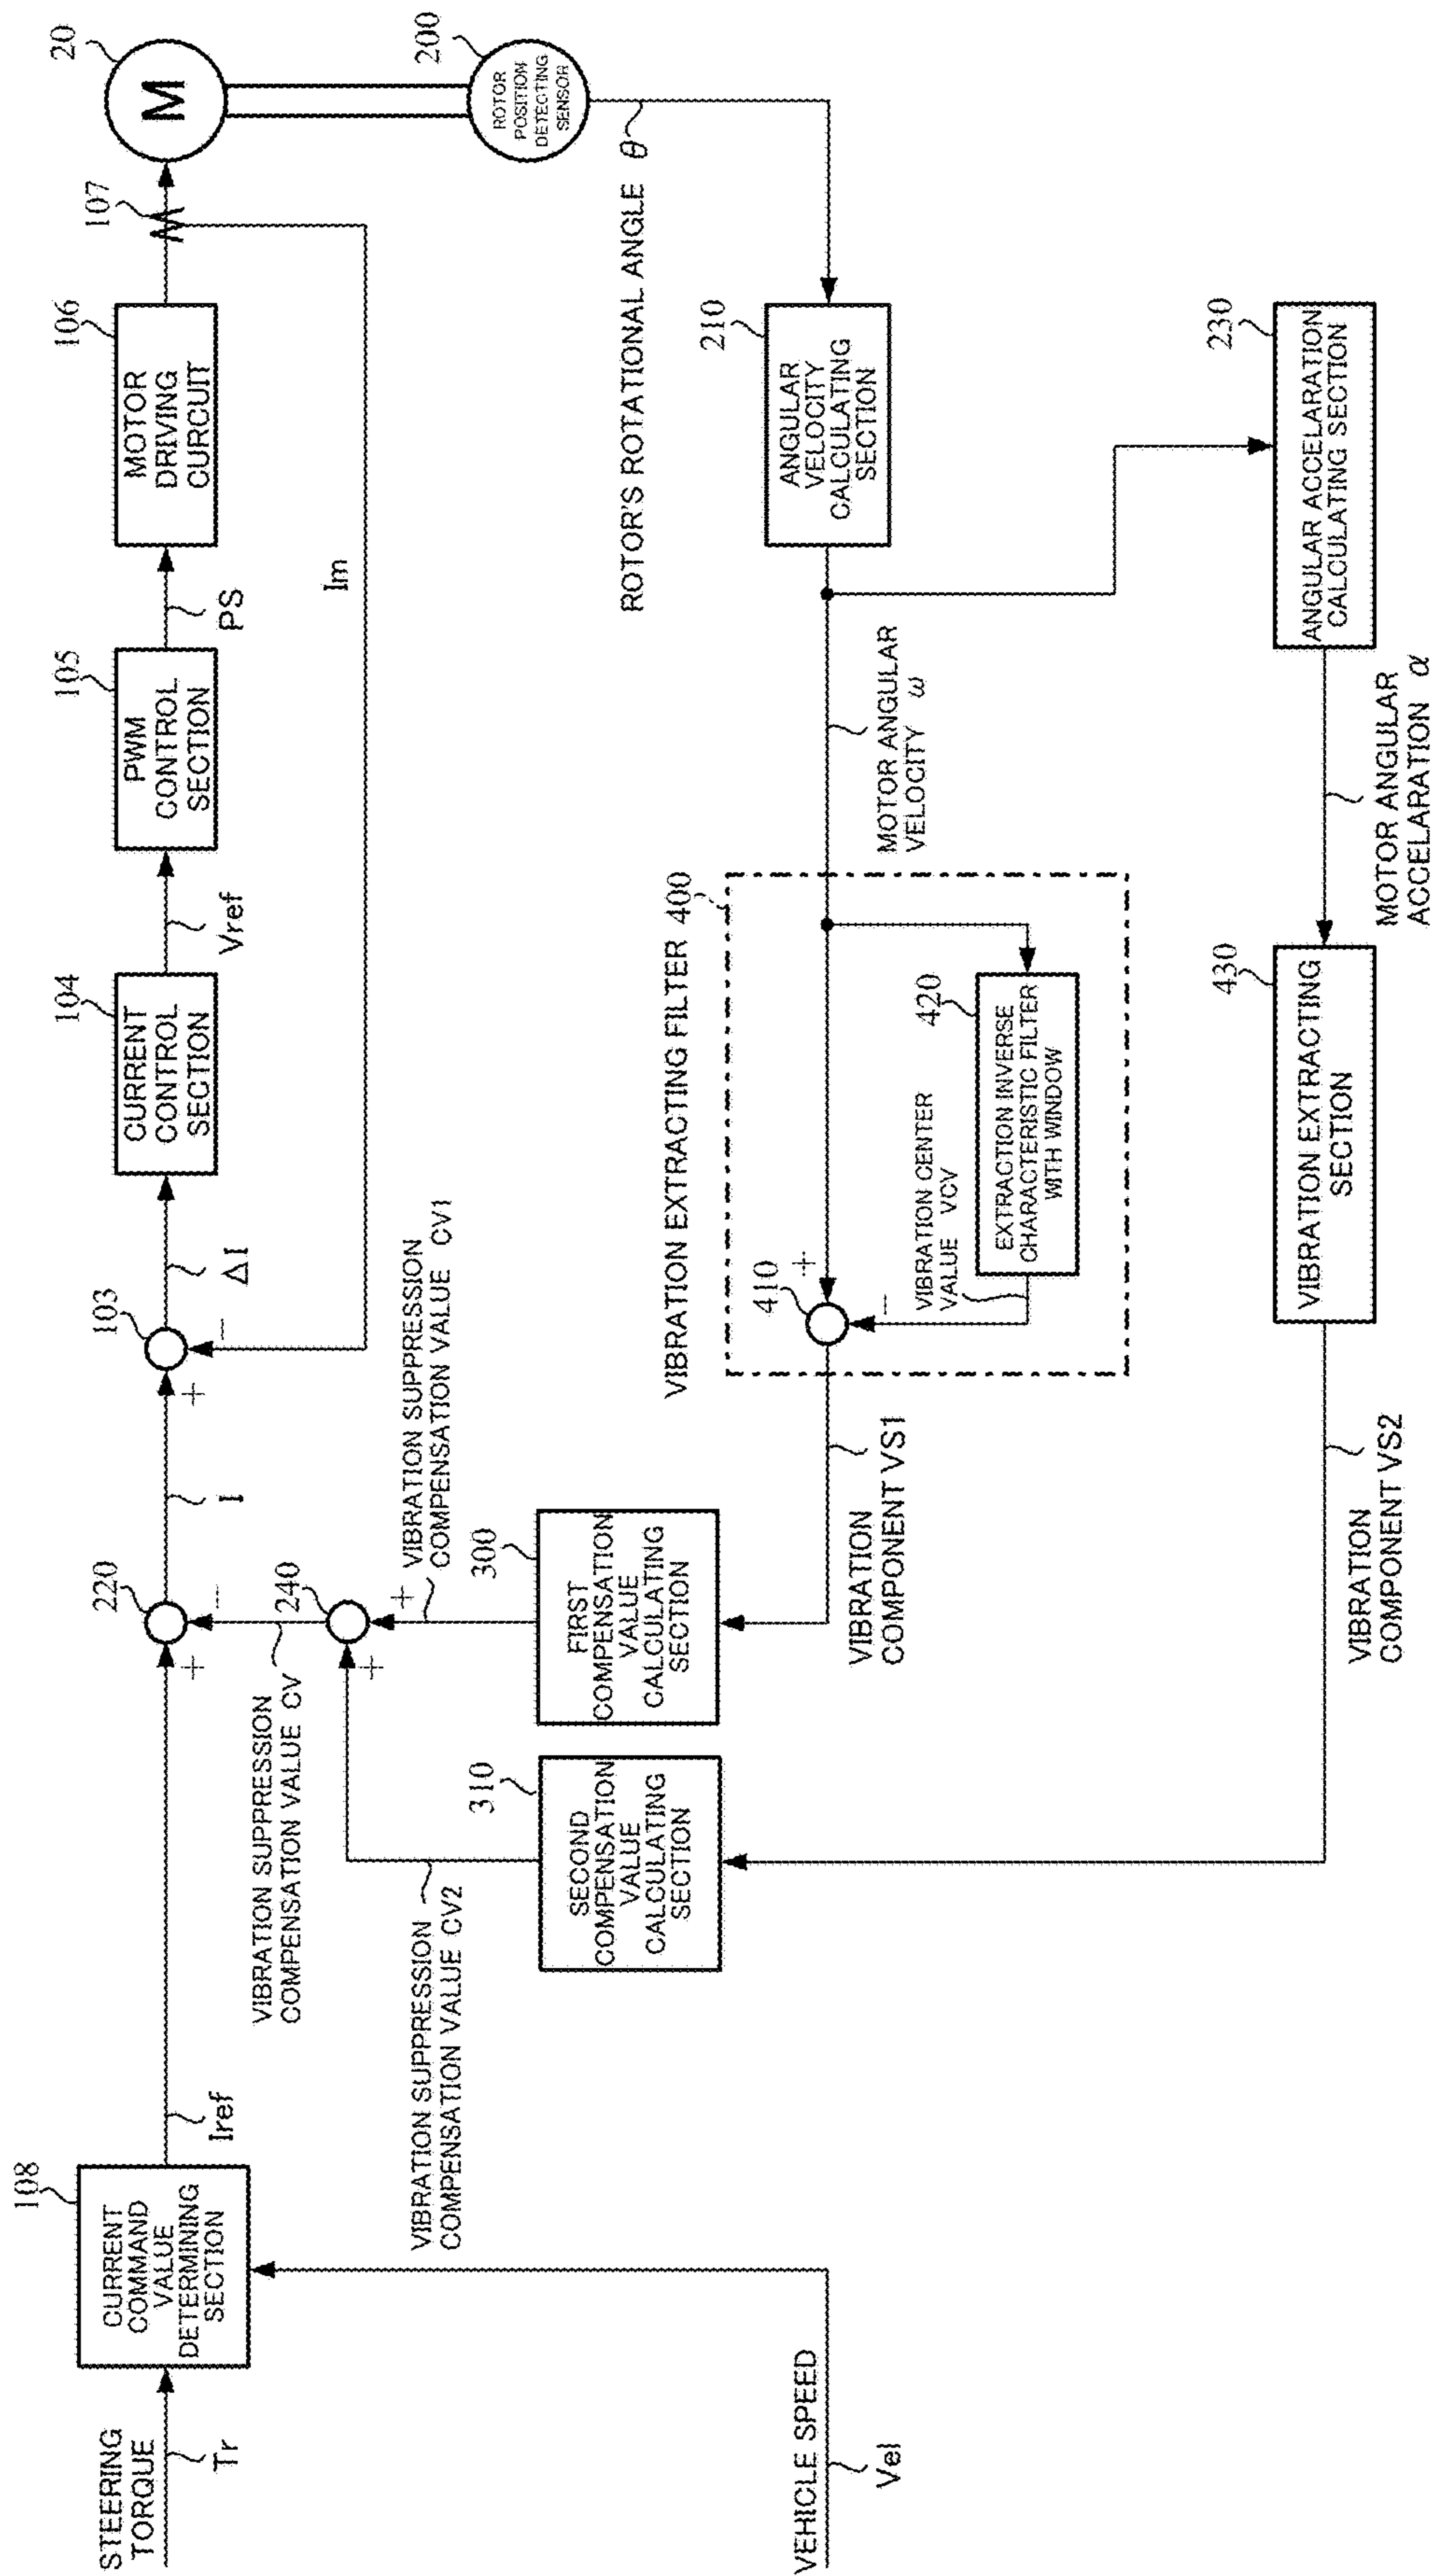 STEERING
TORQUE
Tr
108
CURRENT
COMMAND
VALUE
DETERMINING
SECTION
Iref
+
220
−
I
+
103
−
ΔI
104
CURRENT
CONTROL
SECTION
Vref
105
PWM
CONTROL
SECTION
PS
106
MOTOR
DRIVING
CURCUIT
107
20
M
Im
200
ROTOR
POSITION
DETECTING
SENSOR
VIBRATION SUPPRESSION
COMPENSATION VALUE CV
240
+
+
VIBRATION SUPPRESSION
COMPENSATION VALUE CV1
VIBRATION SUPPRESSION
COMPENSATION VALUE CV2
310
SECOND
COMPENSATION
VALUE
CALCULATING
SECTION
300
FIRST
COMPENSATION
VALUE
CALCULATING
SECTION
ROTOR'S ROTATIONAL ANGLE θ
VEHICLE SPEED
Vel
VIBRATION
COMPONENT VS1
VIBRATION EXTRACTING FILTER 400
410
+
−
VIBRATION CENTER
VALUE VCV
420
EXTRACTION INVERSE
CHARACTERISTIC FILTER
WITH WINDOW
MOTOR ANGULAR
VELOCITY ω
210
ANGULAR
VELOCITY
CALCULATING
SECTION
VIBRATION
COMPONENT VS2
430
VIBRATION EXTRACTING
SECTION
MOTOR ANGULAR
ACCELARATION α
230
ANGULAR ACCELARATION
CALCULATING SECTION